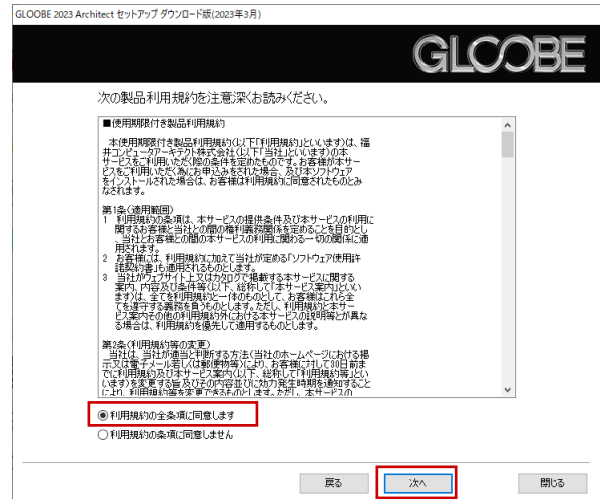 GLOOBE 2023 Architect セットアップ ダウンロード版(2023年3月)
GLOOBE
次の製品利用規約を注意深くお読みください。
■使用期限付き製品利用規約
本使用期限付き製品利用規約(以下「利用規約」といいます)は、福
井コンピュータアーキテクト株式会社(以下「当社」といいます)の本
サービスをご利用いただく際の条件を定めたものです。お客様が本サー
ビスをご利用いただく為にお申込みをされた場合、及び本ソフトウェア
をインストールされた場合は、お客様は利用規約に同意されたものとみ
なされます。
第1条(適用範囲)
1 利用規約の条項は、本サービスの提供条件及び本サービスの利用に
関するお客様と当社との間の権利義務関係を定めることを目的とし
、当社とお客様との間の本サービスの利用に関わる一切の関係に適
用されます。
2 お客様には、利用規約に加えて当社が定める「ソフトウェア使用許
諾契約書」も適用されるものとします。
3 当社がウェブサイト上又はカタログで掲載する本サービスに関する
案内、内容及び条件等(以下、総称して「本サービス案内」といい
ます)は、全てを利用規約と一体のものとして、お客様はこれら全
てを遵守する義務を負うものとします。ただし、利用規約と本サー
ビス案内その他の利用規約外における本サービスの説明等とが異な
る場合は、利用規約を優先して適用するものとします。
第2条(利用規約等の変更)
当社は、当社が適当と判断する方法(当社のホームページにおける掲
示又は電子メール若しくは郵便物等)により、お客様に対して30日前ま
でに利用規約及び本サービス案内(以下、総称して「利用規約等」とい
います)を変更する旨及びその内容並びに効力発生時期を通知すること
により、利用規約等を変更できるものとします。ただし、本サービスの
利用規約の全条項に同意します
利用規約の条項に同意しません
戻る 次へ 閉じる